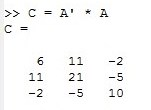 >> C = A' * A
C =
6 11 -2
11 21 -5
-2 -5 10